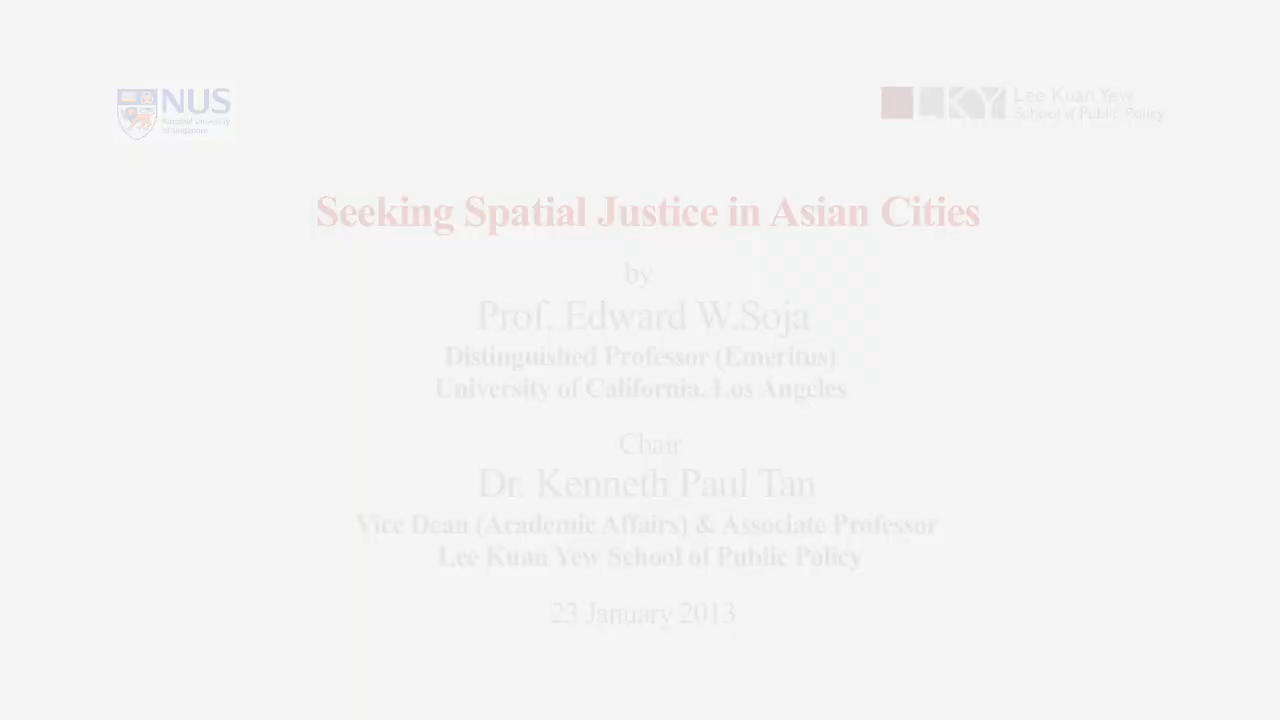 NUS
National University
of Singapore
LKY
Lee Kuan Yew
School of Public Policy
Seeking Spatial Justice in Asian Cities
by
Prof. Edward W.Soja
Distinguished Professor (Emeritus)
University of California, Los Angeles
Chair
Dr. Kenneth Paul Tan
Vice Dean (Academic Affairs) & Associate Professor
Lee Kuan Yew School of Public Policy
23 January 2013